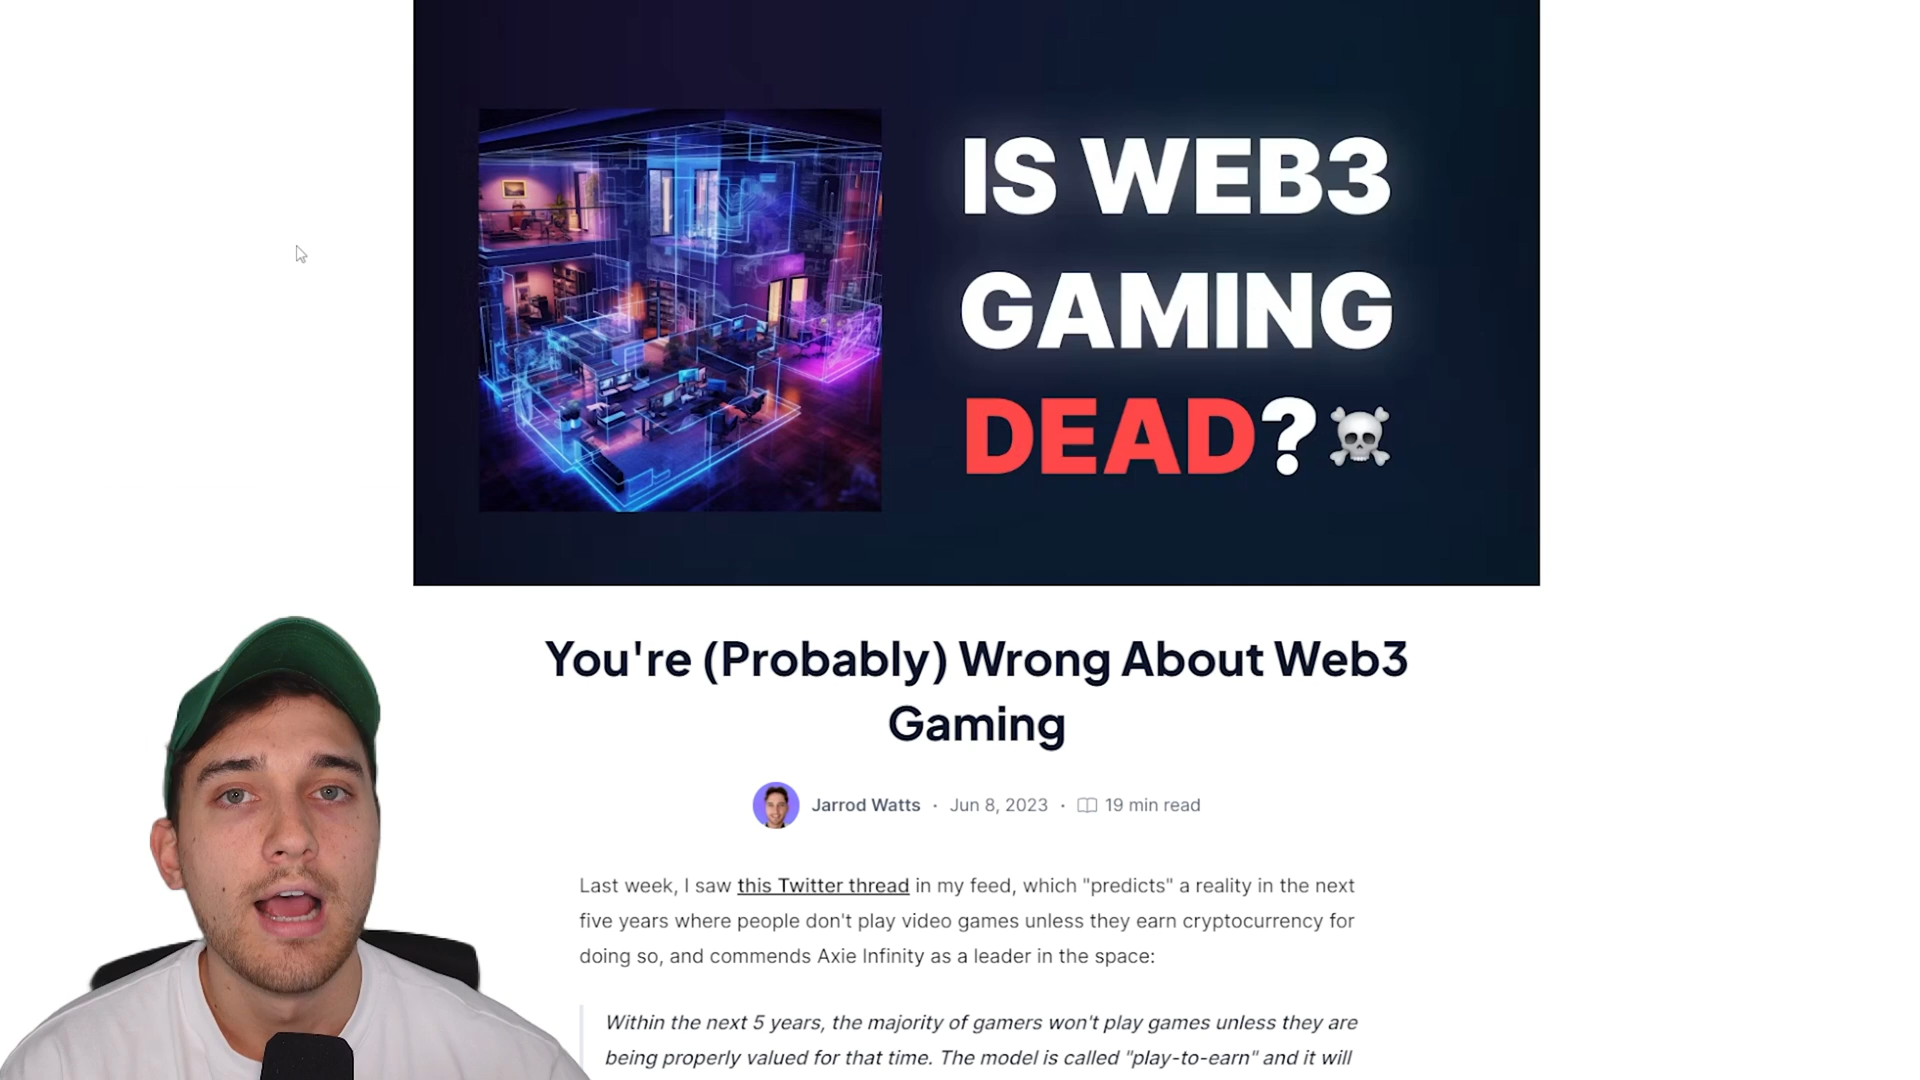 IS WEB3
GAMING
DEAD?☠️
You're (Probably) Wrong About Web3
Gaming
Jarrod Watts · Jun 8, 2023 · 19 min read
Last week, I saw this Twitter thread in my feed, which "predicts" a reality in the next
five years where people don't play video games unless they earn cryptocurrency for
doing so, and commends Axie Infinity as a leader in the space:
Within the next 5 years, the majority of gamers won't play games unless they are
being properly valued for that time. The model is called "play-to-earn" and it will